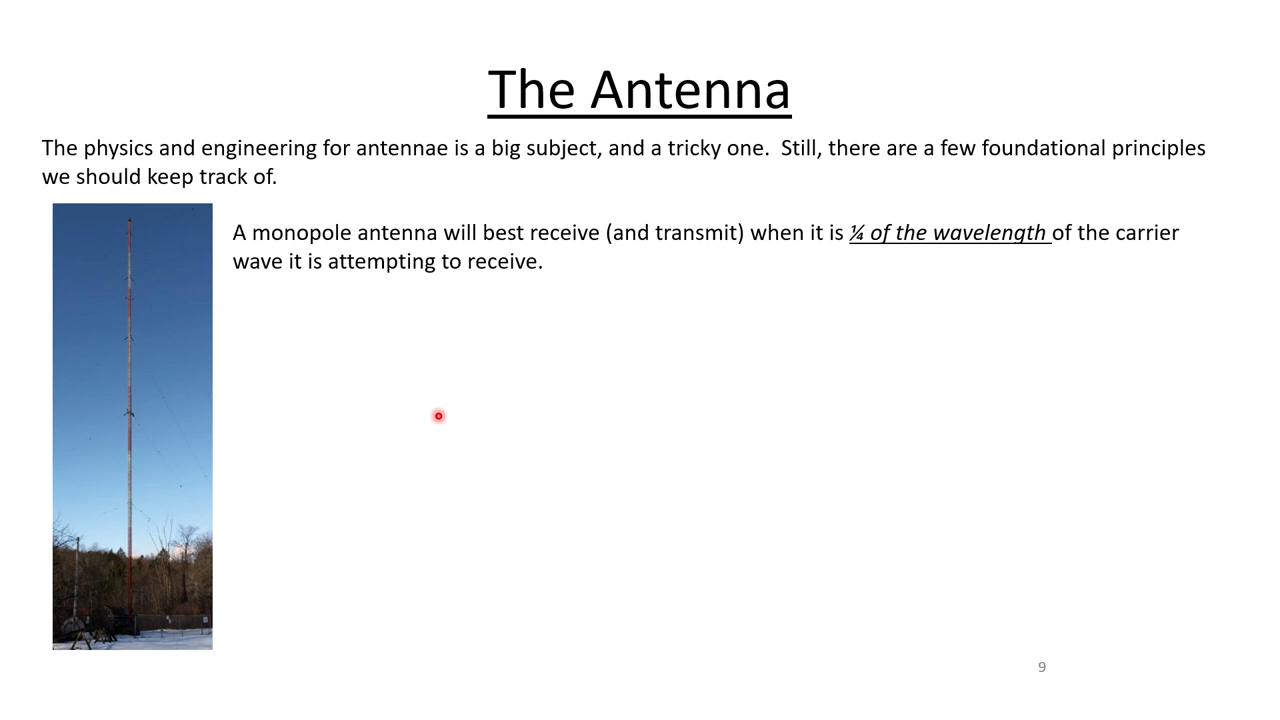 The Antenna
The physics and engineering for antennae is a big subject, and a tricky one.  Still, there are a few foundational principles
we should keep track of.
A monopole antenna will best receive (and transmit) when it is ¼ of the wavelength of the carrier
wave it is attempting to receive.
9